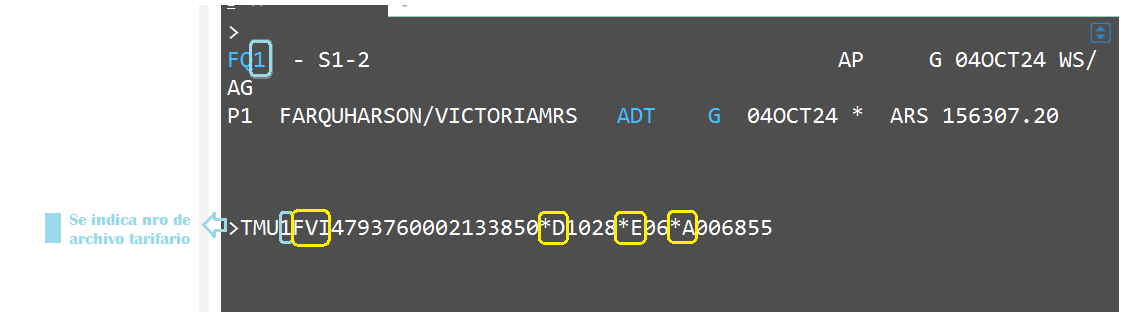 >
FQ1 - S1-2 AP G 04OCT24 WS/
AG
P1 FARQUHARSON/VICTORIAMRS ADT G 04OCT24 * ARS 156307.20
Se indica nro de
archivo tarifario
>TMU1FVI4793760002133850*D1028*E06*A006855